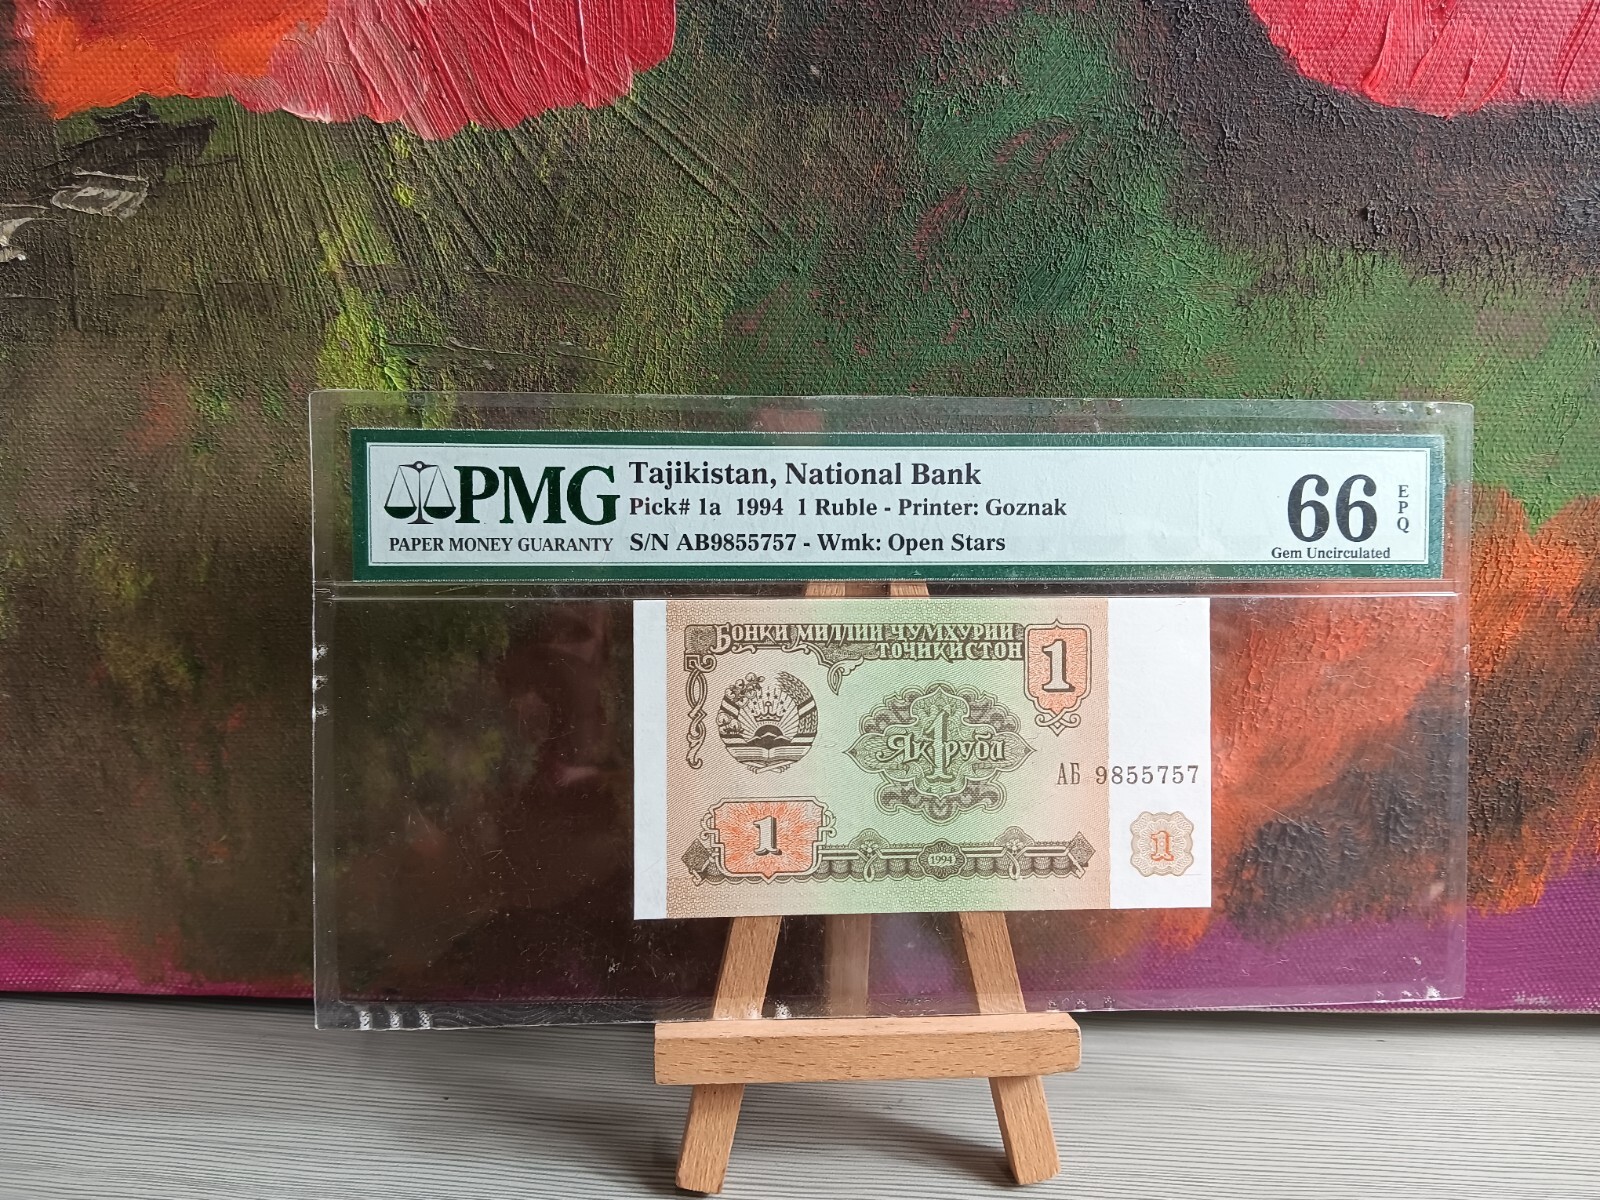 PMG
PAPER MONEY GUARANTY
Tajikistan, National Bank
Pick# 1a 1994 1 Ruble - Printer: Goznak
S/N AB9855757 - Wmk: Open Stars
66
EPQ
Gem Uncirculated
БОНКИ МИЛЛИИ ҶУМҲУРИИ
ТОҶИКИСТОН
1
Як рубл
1
АБ 9855757
1
1994
1